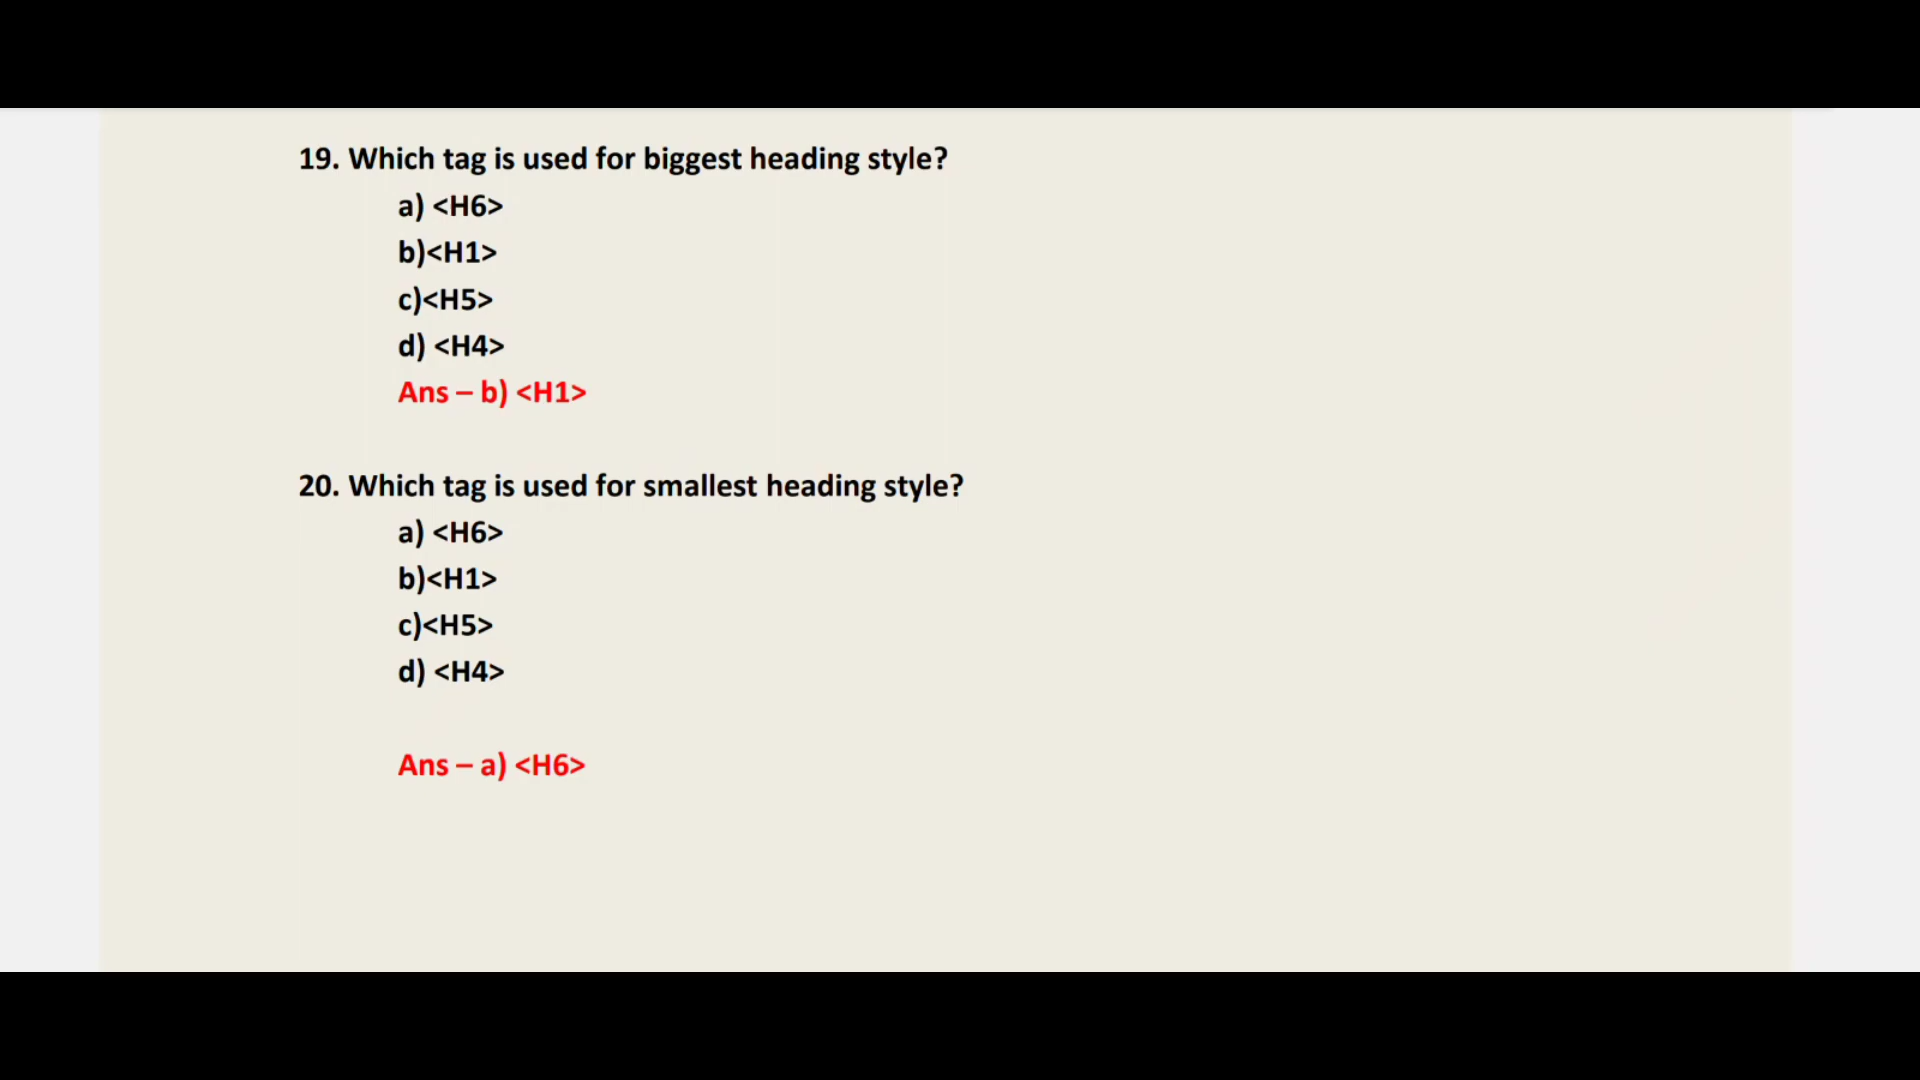 19. Which tag is used for biggest heading style?
a) <H6>
b)<H1>
c)<H5>
d) <H4>
Ans – b) <H1>
20. Which tag is used for smallest heading style?
a) <H6>
b)<H1>
c)<H5>
d) <H4>
Ans – a) <H6>